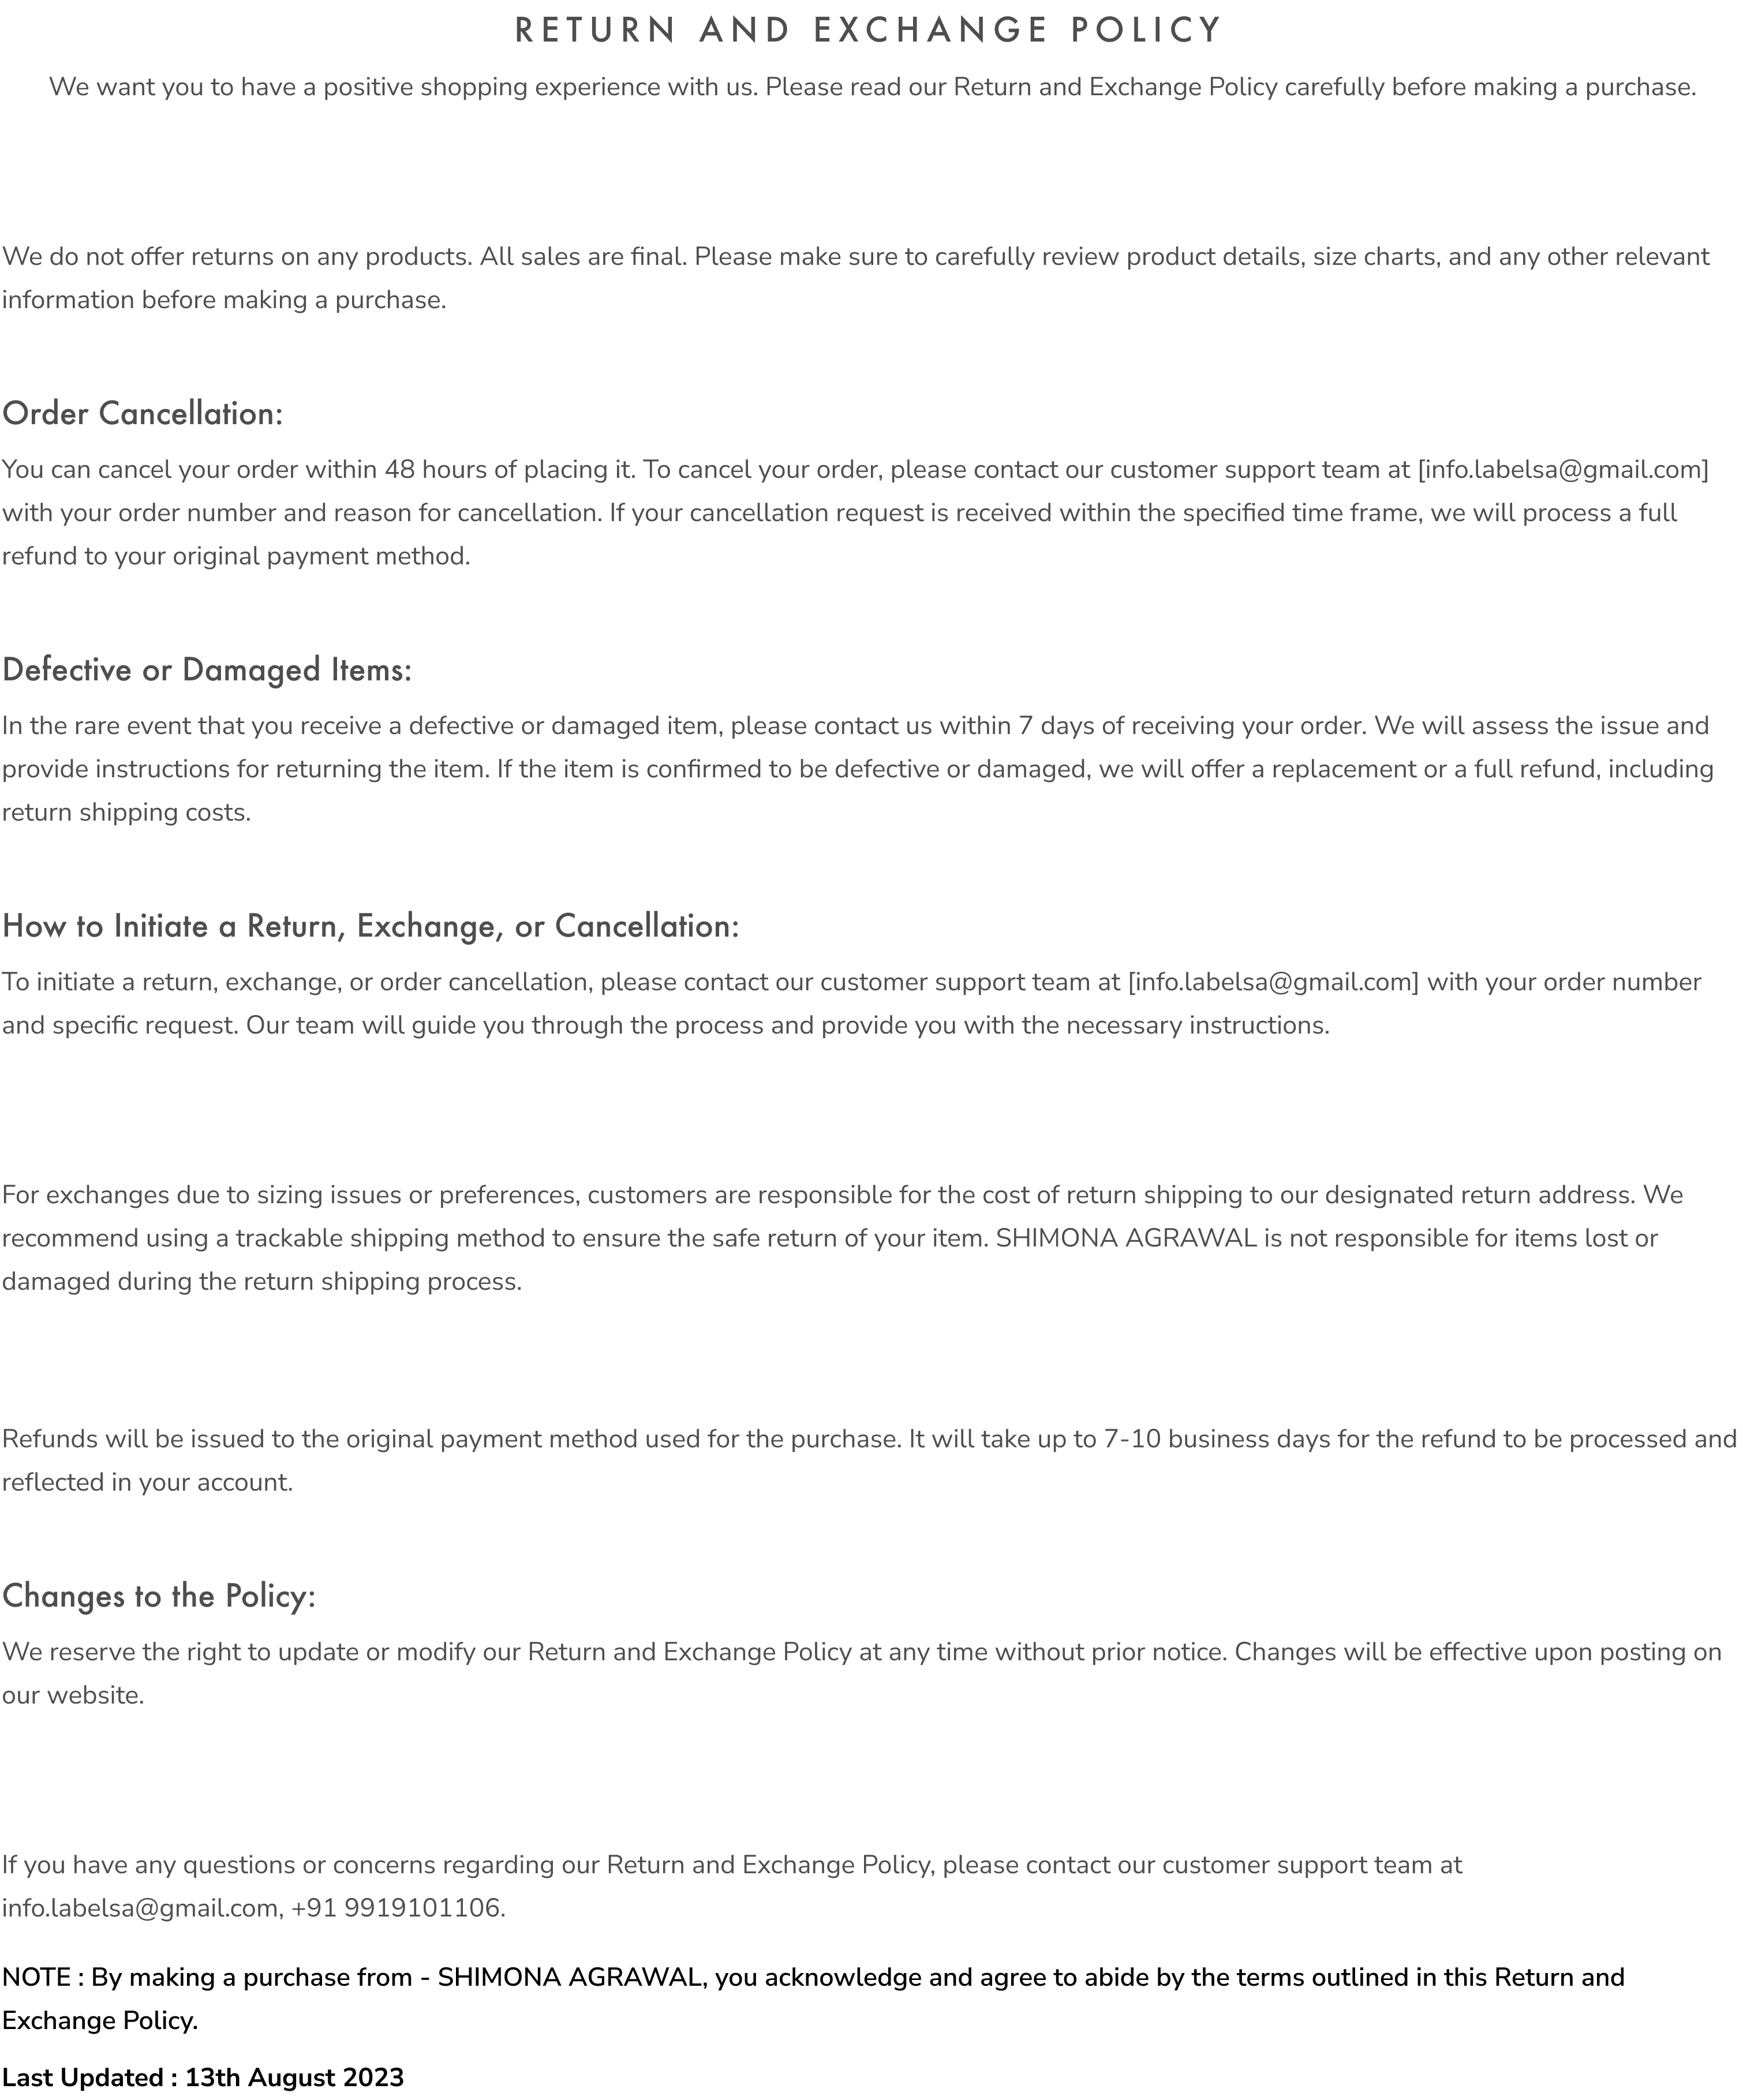 RETURN AND EXCHANGE POLICY
We want you to have a positive shopping experience with us. Please read our Return and Exchange Policy carefully before making a purchase.
We do not offer returns on any products. All sales are final. Please make sure to carefully review product details, size charts, and any other relevant
information before making a purchase.
Order Cancellation:
You can cancel your order within 48 hours of placing it. To cancel your order, please contact our customer support team at [info.labelsa@gmail.com]
with your order number and reason for cancellation. If your cancellation request is received within the specified time frame, we will process a full
refund to your original payment method.
Defective or Damaged Items:
In the rare event that you receive a defective or damaged item, please contact us within 7 days of receiving your order. We will assess the issue and
provide instructions for returning the item. If the item is confirmed to be defective or damaged, we will offer a replacement or a full refund, including
return shipping costs.
How to Initiate a Return, Exchange, or Cancellation:
To initiate a return, exchange, or order cancellation, please contact our customer support team at [info.labelsa@gmail.com] with your order number
and specific request. Our team will guide you through the process and provide you with the necessary instructions.
For exchanges due to sizing issues or preferences, customers are responsible for the cost of return shipping to our designated return address. We
recommend using a trackable shipping method to ensure the safe return of your item. SHIMONA AGRAWAL is not responsible for items lost or
damaged during the return shipping process.
Refunds will be issued to the original payment method used for the purchase. It will take up to 7-10 business days for the refund to be processed and
reflected in your account.
Changes to the Policy:
We reserve the right to update or modify our Return and Exchange Policy at any time without prior notice. Changes will be effective upon posting on
our website.
If you have any questions or concerns regarding our Return and Exchange Policy, please contact our customer support team at
info.labelsa@gmail.com, +91 9919101106.
NOTE : By making a purchase from - SHIMONA AGRAWAL, you acknowledge and agree to abide by the terms outlined in this Return and
Exchange Policy.
Last Updated : 13th August 2023